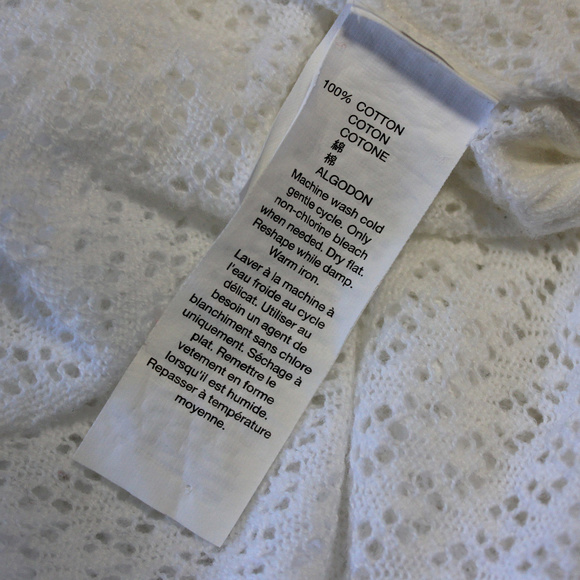 100% COTTON
COTON
COTONE
綿
棉
ALGODON
Machine wash cold
gentle cycle. Only
non-chlorine bleach
when needed. Dry flat.
Reshape while damp.
Warm iron.
Laver à la machine à
l'eau froide au cycle
délicat. Utiliser au
besoin un agent de
blanchiment sans chlore
uniquement. Séchage à
plat. Remettre le
vetement en forme
lorsqu'il est humide.
Repasser à température
moyenne.